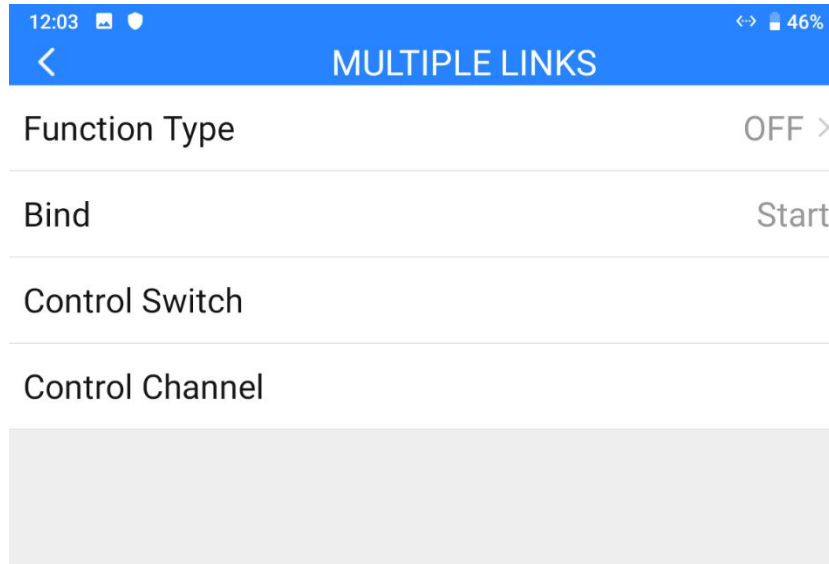 12:03 46%
MULTIPLE LINKS
Function Type OFF
Bind Start
Control Switch
Control Channel